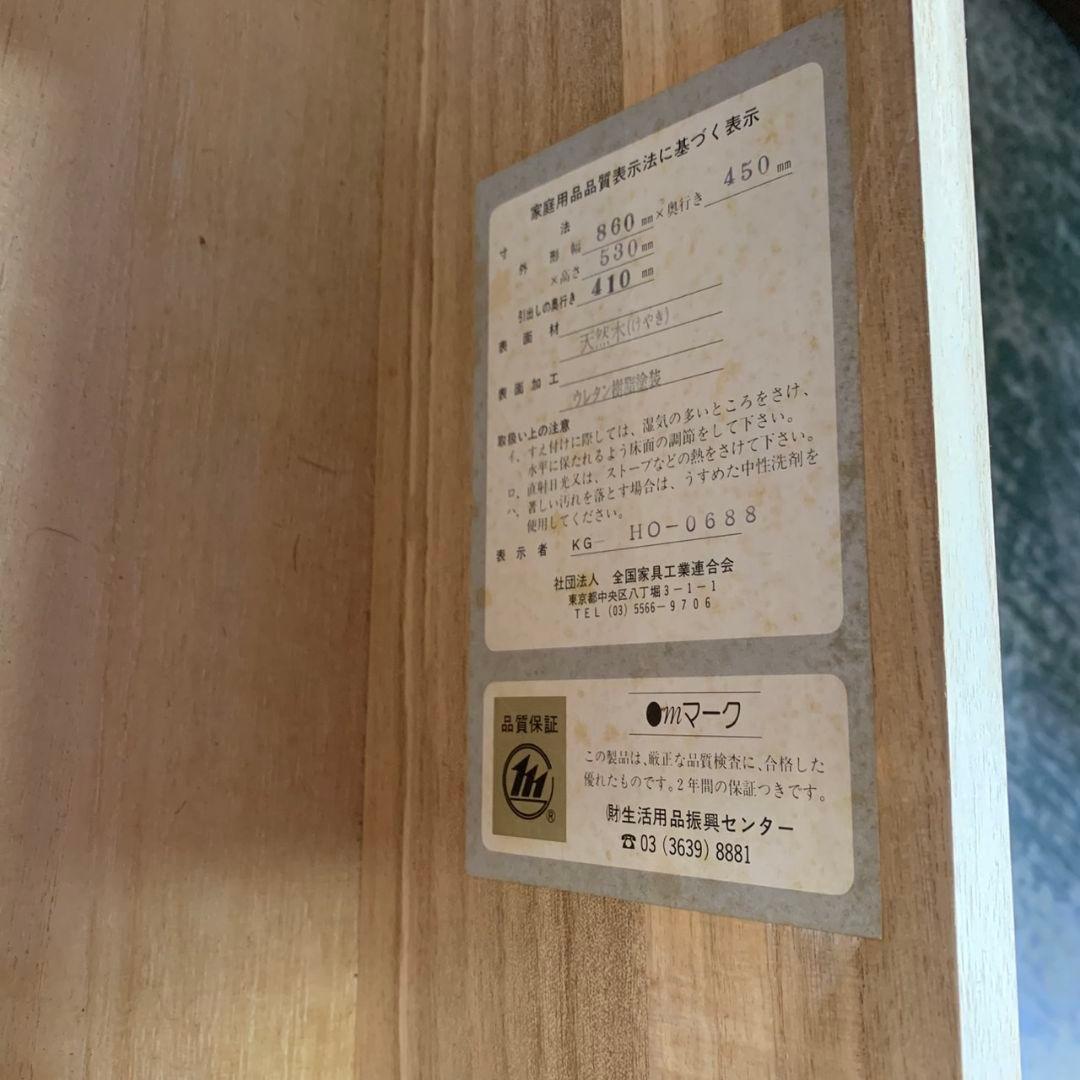 家庭用品品質表示法に基づく表示
寸法
外形 幅 860 mm × 奥行き 450 mm
×高さ 530 mm
引出しの奥行き 410 mm
表面材 天然木(けやき)
表面加工 ウレタン樹脂塗装
取扱い上の注意
イ、すえ付けに際しては、湿気の多いところをさけ、
水平に保たれるよう床面の調節をして下さい。
ロ、直射日光又は、ストーブなどの熱をさけて下さい。
ハ、著しい汚れを落とす場合は、うすめた中性洗剤を
使用してください。
表示者 KG- HO-0688
社団法人 全国家具工業連合会
東京都中央区八丁堀3-1-1
TEL (03) 5566-9706
品質保証
®
●mマーク
この製品は、厳正な品質検査に、合格した
優れたものです。2年間の保証つきです。
(財)生活用品振興センター
☎03 (3639) 8881